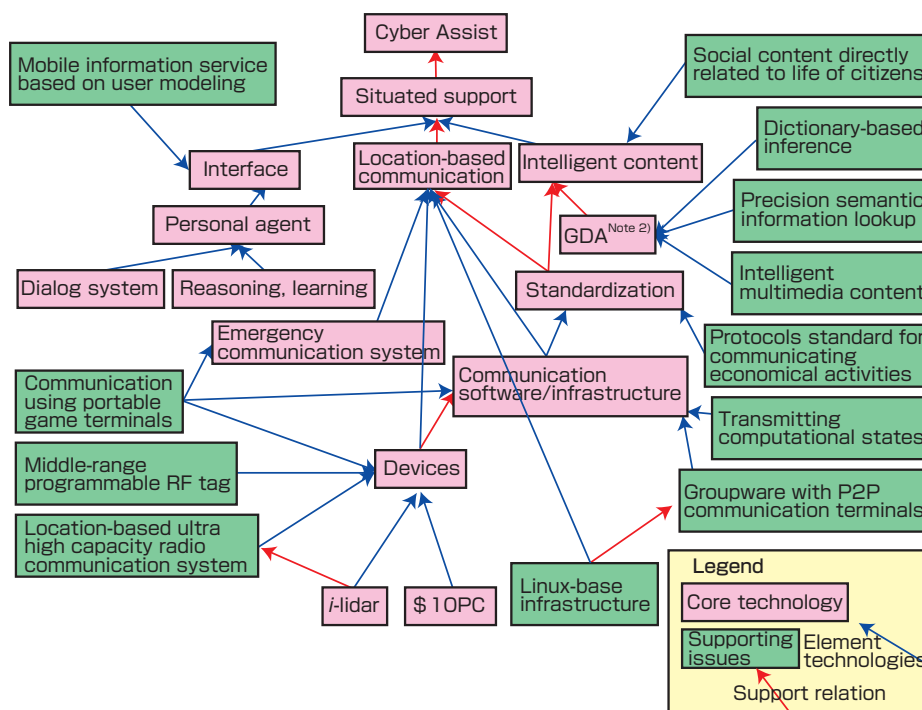 Cyber Assist
Mobile information service
based on user modeling
Situated support
Social content directly
related to life of citizens
Interface
Location-based
communication
Intelligent content
Dictionary-based
inference
Personal agent
GDA Note 2)
Precision semantic
information lookup
Dialog system
Reasoning, learning
Standardization
Intelligent
multimedia content
Emergency
communication system
Protocols standard for
communicating
economical activities
Communication
using portable
game terminals
Communication
software/infrastructure
Transmitting
computational states
Middle-range
programmable RF tag
Devices
Groupware with P2P
communication terminals
Location-based ultra
high capacity radio
communication system
i-lidar
$10PC
Linux-base
infrastructure
Legend
Core technology
Supporting
issues
Element
technologies
Support relation